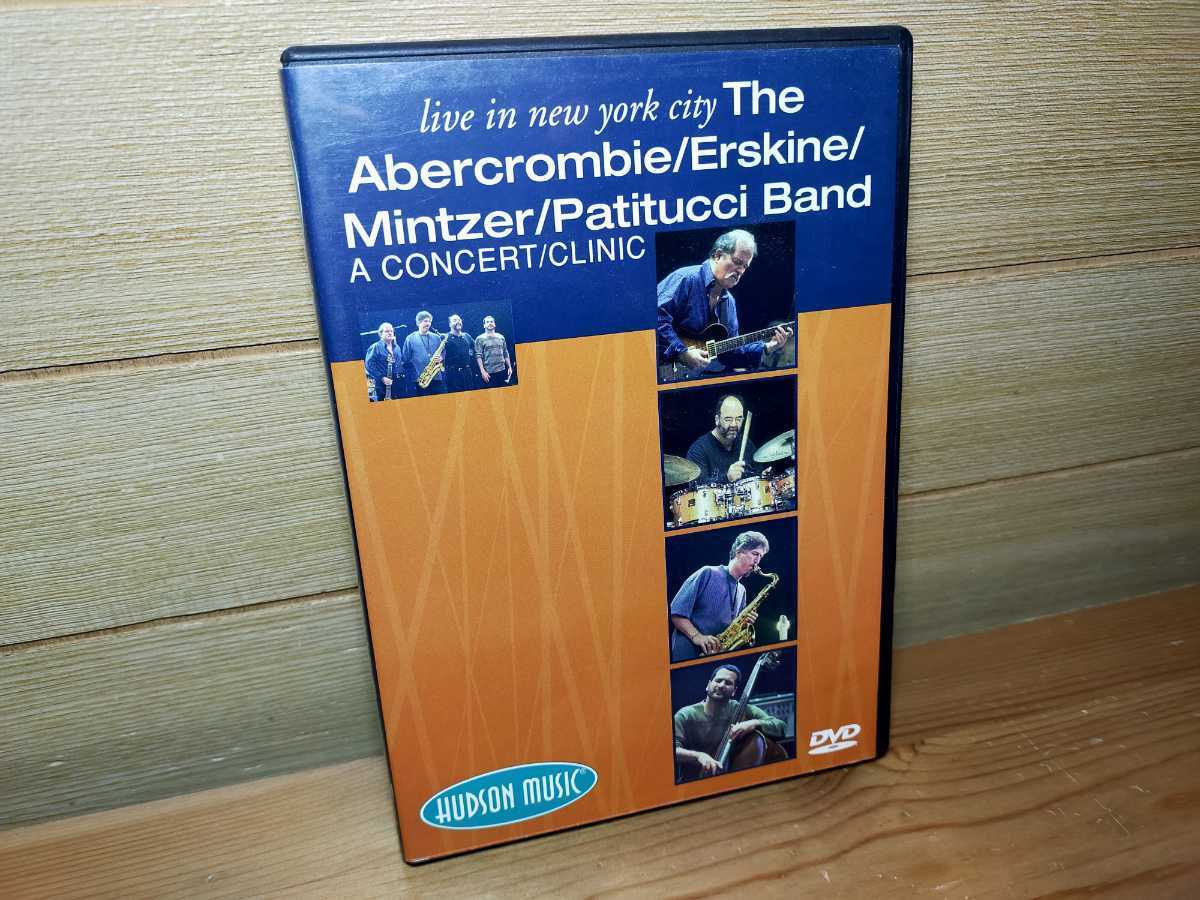 live in new york city The
Abercrombie/Erskine/
Mintzer/Patitucci Band
A CONCERT/CLINIC
HUDSON MUSIC®
DVD